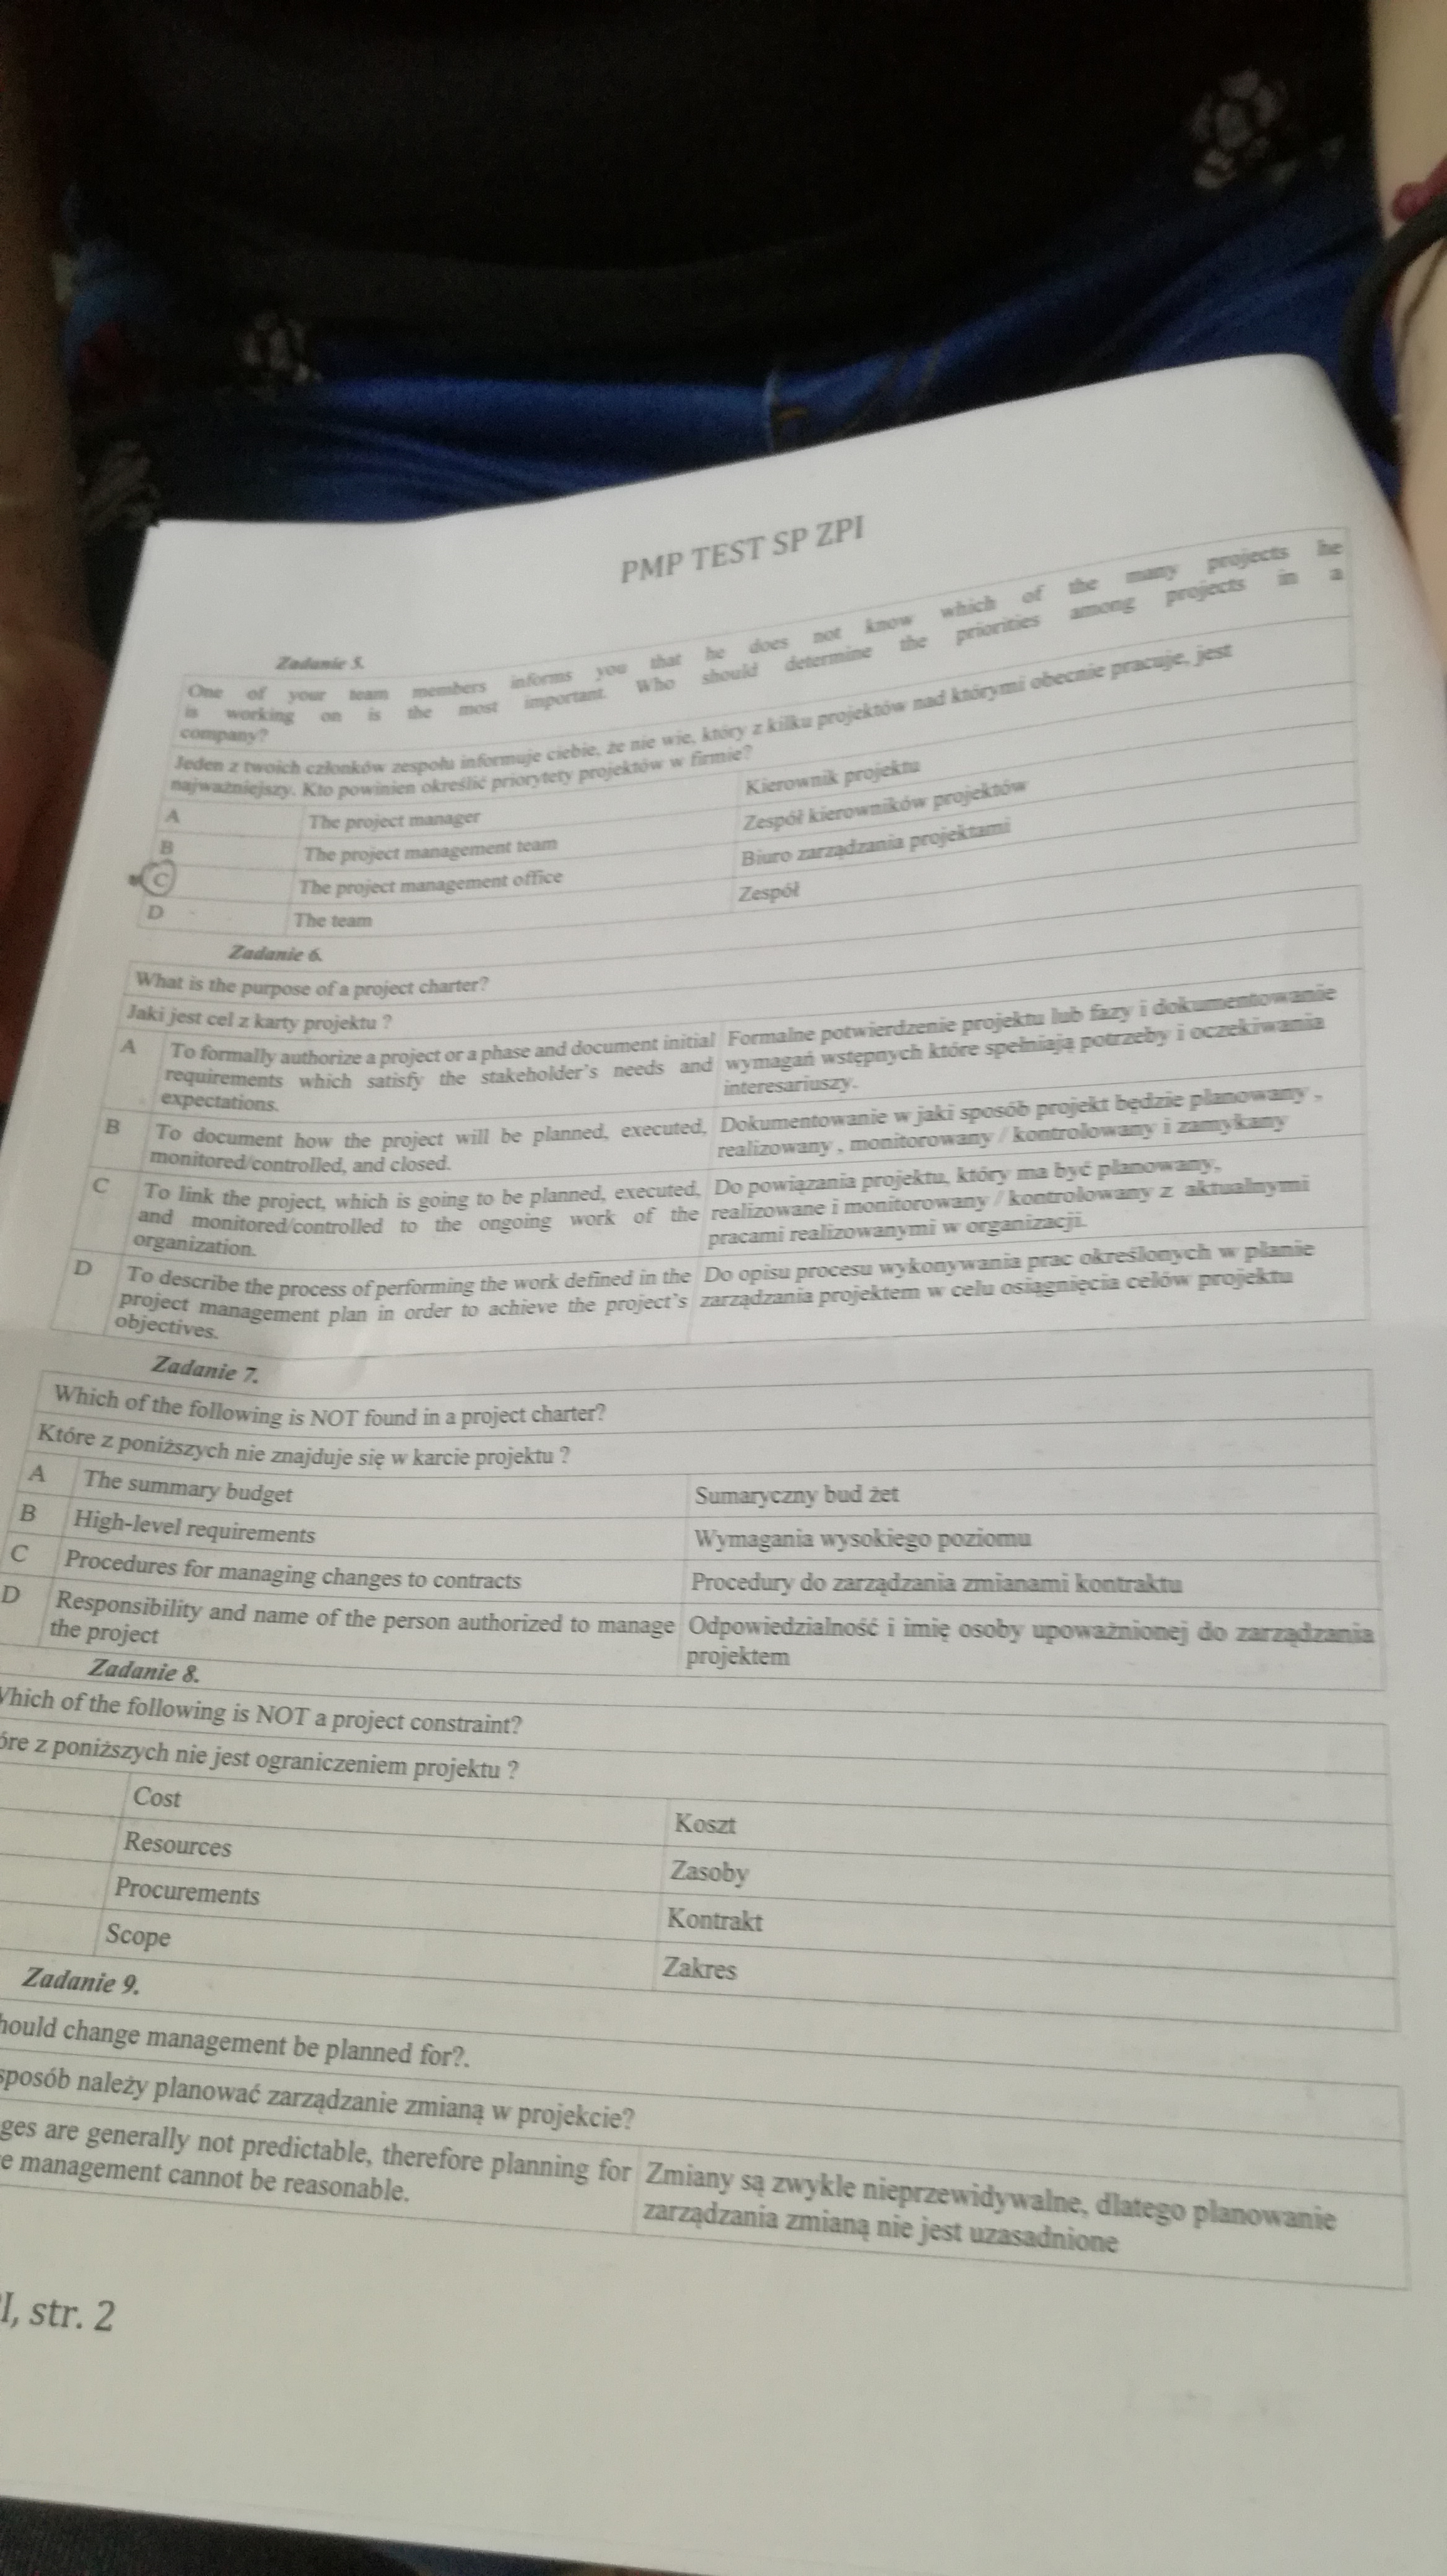 PMP TEST SP ZPI
Zadanie 5.
One of your team members informs you that he does not know which of the many projects he
is working on is the most important. Who should determine the priorities among projects in a
company?
Jeden z twoich członków zespołu informuje ciebie, że nie wie, który z kilku projektów nad którymi obecnie pracuje, jest
najważniejszy. Kto powinien określić priorytety projektów w firmie?
A The project manager Kierownik projektu
B The project management team Zespół kierowników projektów
C The project management office Biuro zarządzania projektami
D The team Zespół
Zadanie 6.
What is the purpose of a project charter?
Jaki jest cel z karty projektu ?
A To formally authorize a project or a phase and document initial Formalne potwierdzenie projektu lub fazy i dokumentowanie
requirements which satisfy the stakeholder's needs and wymagań wstępnych które spełniają potrzeby i oczekiwania
expectations. interesariuszy.
B To document how the project will be planned, executed, Dokumentowanie w jaki sposób projekt będzie planowany ,
monitored/controlled, and closed. realizowany , monitorowany / kontrolowany i zamykany
C To link the project, which is going to be planned, executed, Do powiązania projektu, który ma być planowany,
and monitored/controlled to the ongoing work of the realizowane i monitorowany / kontrolowany z aktualnymi
organization. pracami realizowanymi w organizacji.
D To describe the process of performing the work defined in the Do opisu procesu wykonywania prac określonych w planie
project management plan in order to achieve the project's zarządzania projektem w celu osiągnięcia celów projektu
objectives.
Zadanie 7.
Which of the following is NOT found in a project charter?
Które z poniższych nie znajduje się w karcie projektu ?
A The summary budget Sumaryczny bud żet
B High-level requirements Wymagania wysokiego poziomu
C Procedures for managing changes to contracts Procedury do zarządzania zmianami kontraktu
D Responsibility and name of the person authorized to manage Odpowiedzialność i imię osoby upoważnionej do zarządzania
the project projektem
Zadanie 8.
Which of the following is NOT a project constraint?
óre z poniższych nie jest ograniczeniem projektu ?
Cost Koszt
Resources Zasoby
Procurements Kontrakt
Scope Zakres
Zadanie 9.
hould change management be planned for?.
sposób należy planować zarządzanie zmianą w projekcie?
ges are generally not predictable, therefore planning for Zmiany są zwykle nieprzewidywalne, dlatego planowanie
e management cannot be reasonable. zarządzania zmianą nie jest uzasadnione
I, str. 2